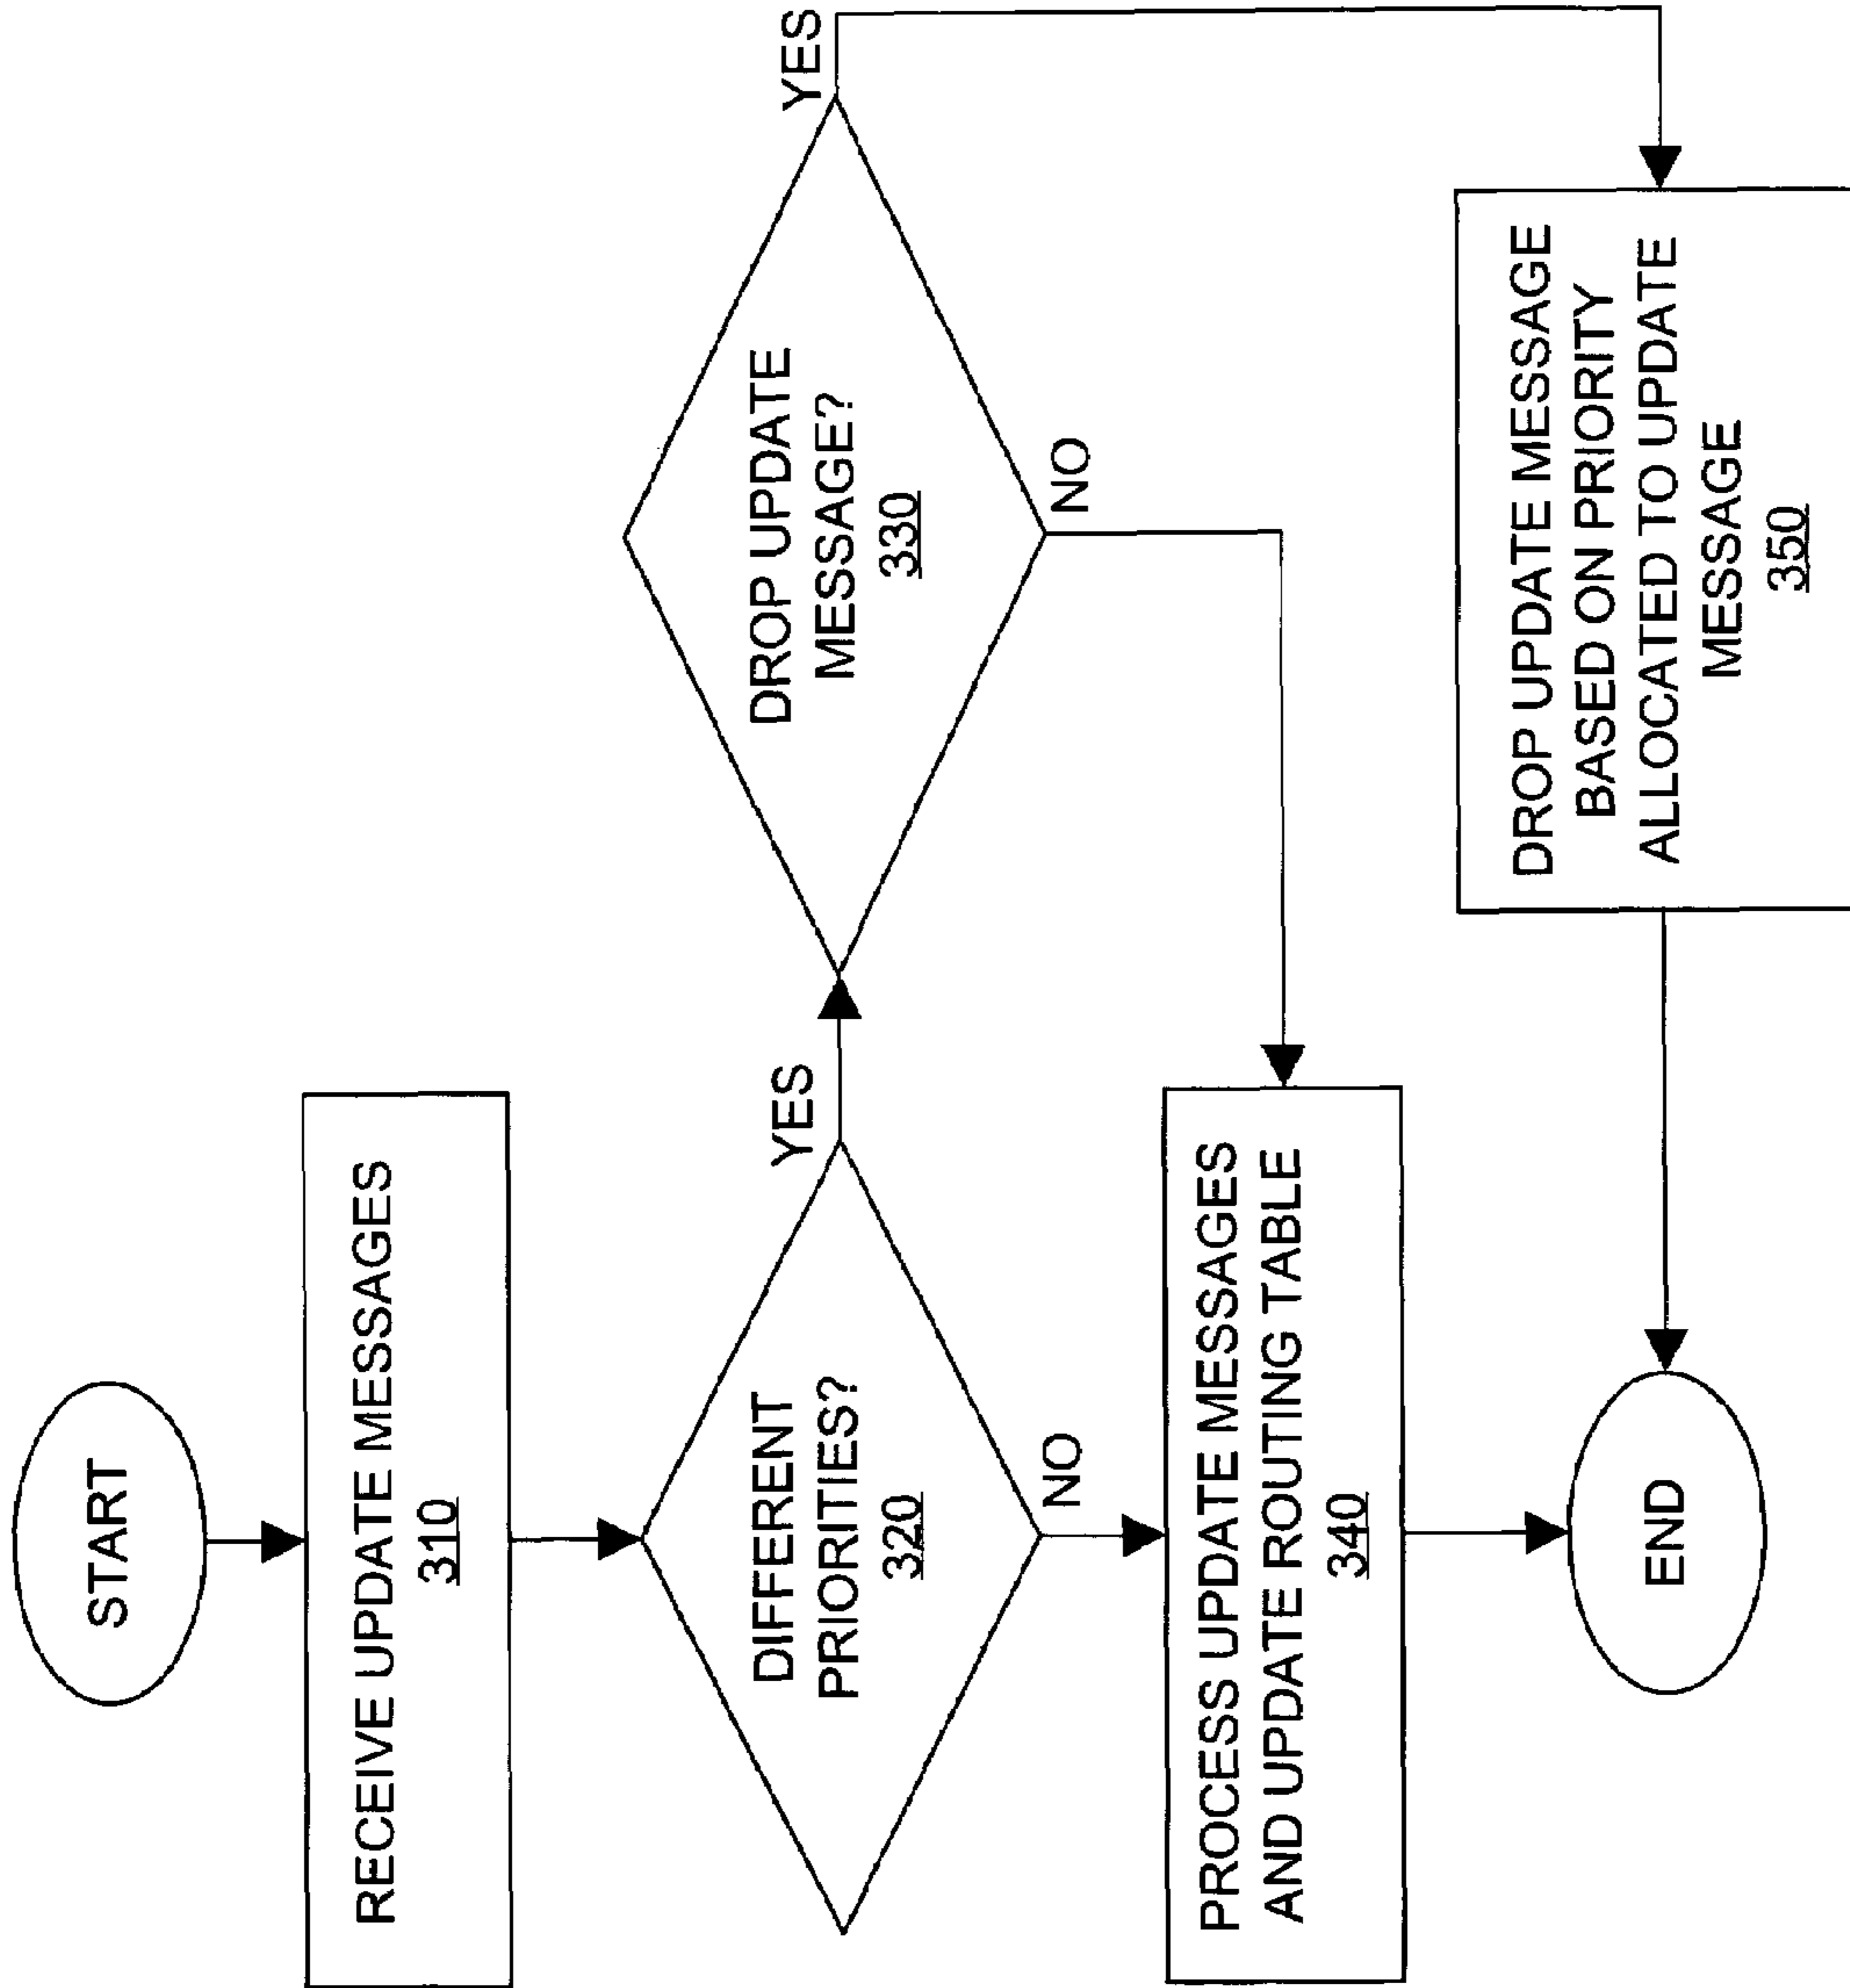 START
RECEIVE UPDATE MESSAGES
310
DIFFERENT
PRIORITIES?
320
YES
NO
DROP UPDATE
MESSAGE?
330
YES
NO
PROCESS UPDATE MESSAGES
AND UPDATE ROUTING TABLE
340
DROP UPDATE MESSAGE
BASED ON PRIORITY
ALLOCATED TO UPDATE
MESSAGE
350
END